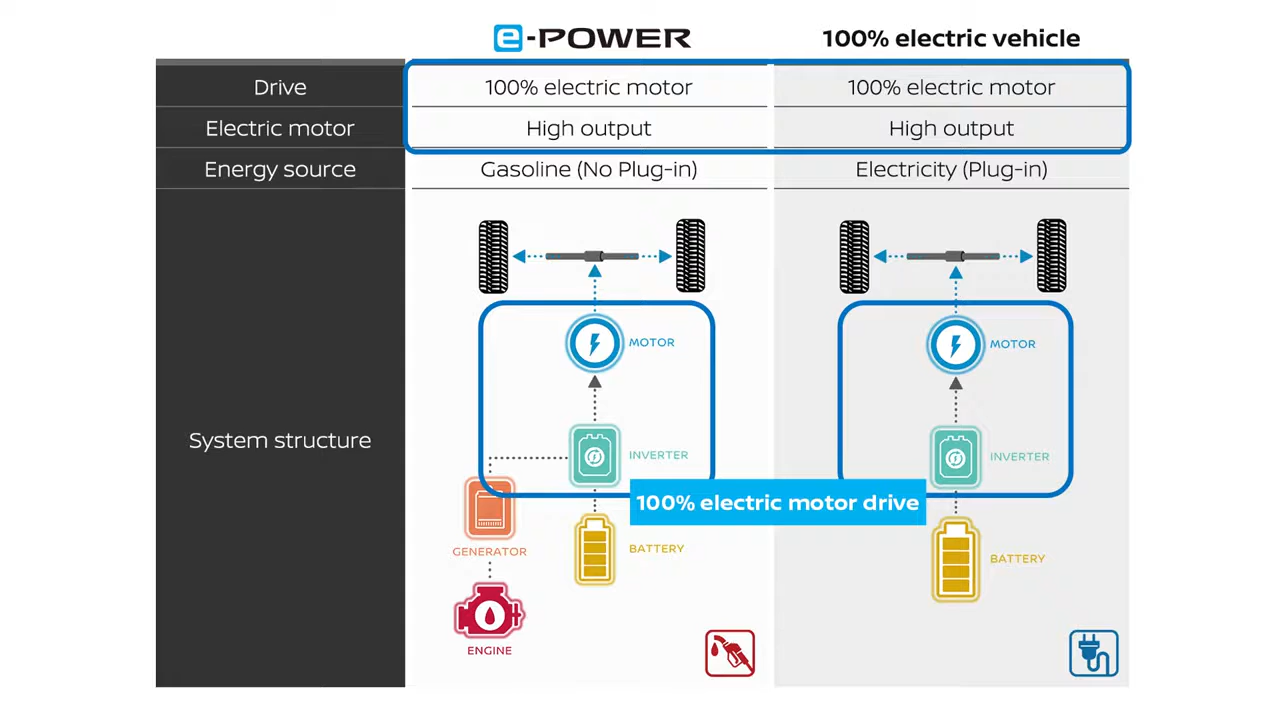 e-POWER
100% electric vehicle
Drive
100% electric motor
100% electric motor
Electric motor
High output
High output
Energy source
Gasoline (No Plug-in)
Electricity (Plug-in)
System structure
MOTOR
INVERTER
GENERATOR
BATTERY
ENGINE
MOTOR
INVERTER
BATTERY
100% electric motor drive